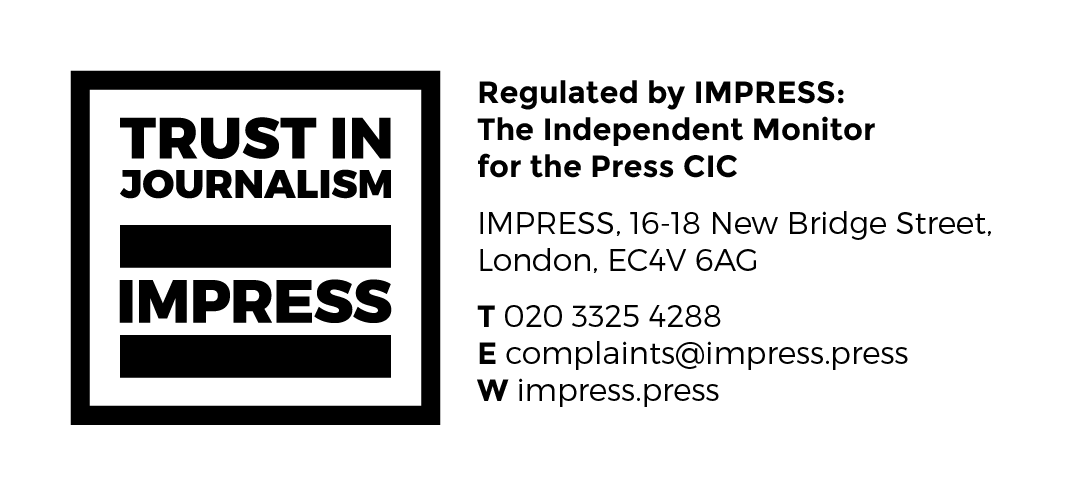 TRUST IN
JOURNALISM
IMPRESS
Regulated by IMPRESS:
The Independent Monitor
for the Press CIC
IMPRESS, 16-18 New Bridge Street,
London, EC4V 6AG
T 020 3325 4288
E complaints@impress.press
W impress.press